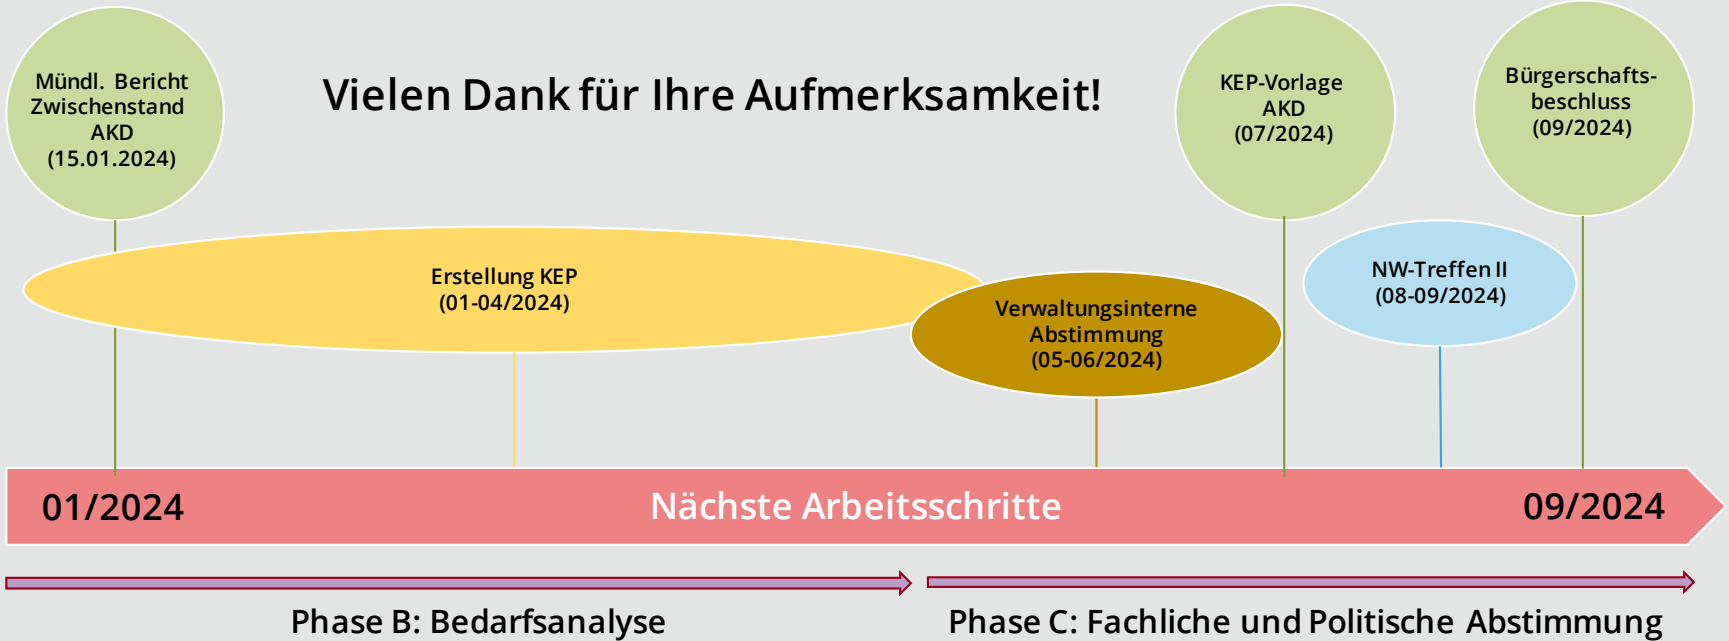 Vielen Dank für Ihre Aufmerksamkeit!
Mündl. Bericht
Zwischenstand
AKD
(15.01.2024)
KEP-Vorlage
AKD
(07/2024)
Bürgerschafts-
beschluss
(09/2024)
Erstellung KEP
(01-04/2024)
Verwaltungsinterne
Abstimmung
(05-06/2024)
NW-Treffen II
(08-09/2024)
01/2024
Nächste Arbeitsschritte
09/2024
Phase B: Bedarfsanalyse
Phase C: Fachliche und Politische Abstimmung